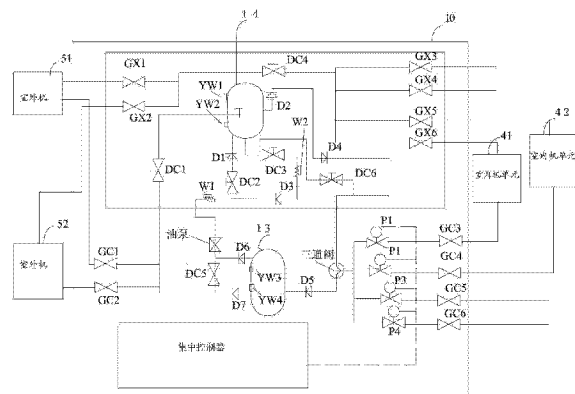 14
10
51
GX1
DC4
GX3
室外机
GX2
YW1
YW2
D2
GX4
W2
GX5
GX6
42
41
室内机单元
D1
DC3
D4
DC1
DC2
D3
DC6
室内机单元
W1
52
油泵
13
三通阀
P1
GC3
GC1
D6
P1
GC4
室外机
DC5
YW3
D5
P3
GC5
GC2
D7
YW4
P4
GC6
集中控制器